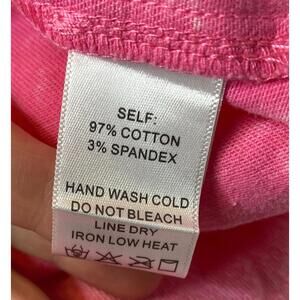 SELF:
97% COTTON
3% SPANDEX
HAND WASH COLD
DO NOT BLEACH
LINE DRY
IRON LOW HEAT